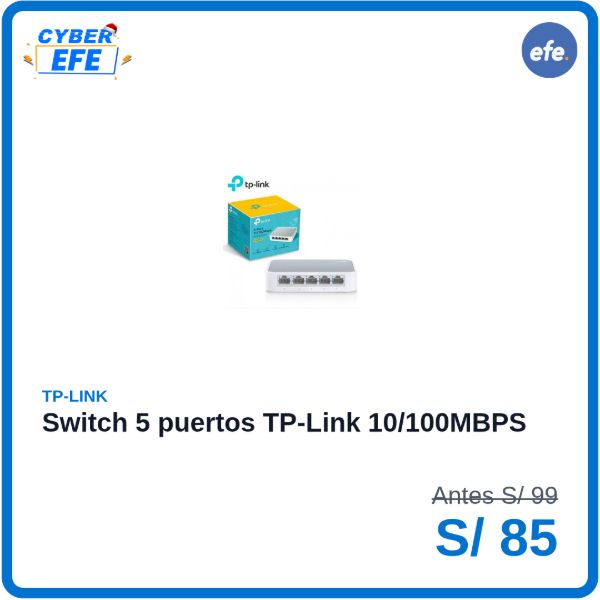 CYBER
EFE
efe.
tp-link
TP-LINK
Switch 5 puertos TP-Link 10/100MBPS
Antes S/ 99
S/ 85